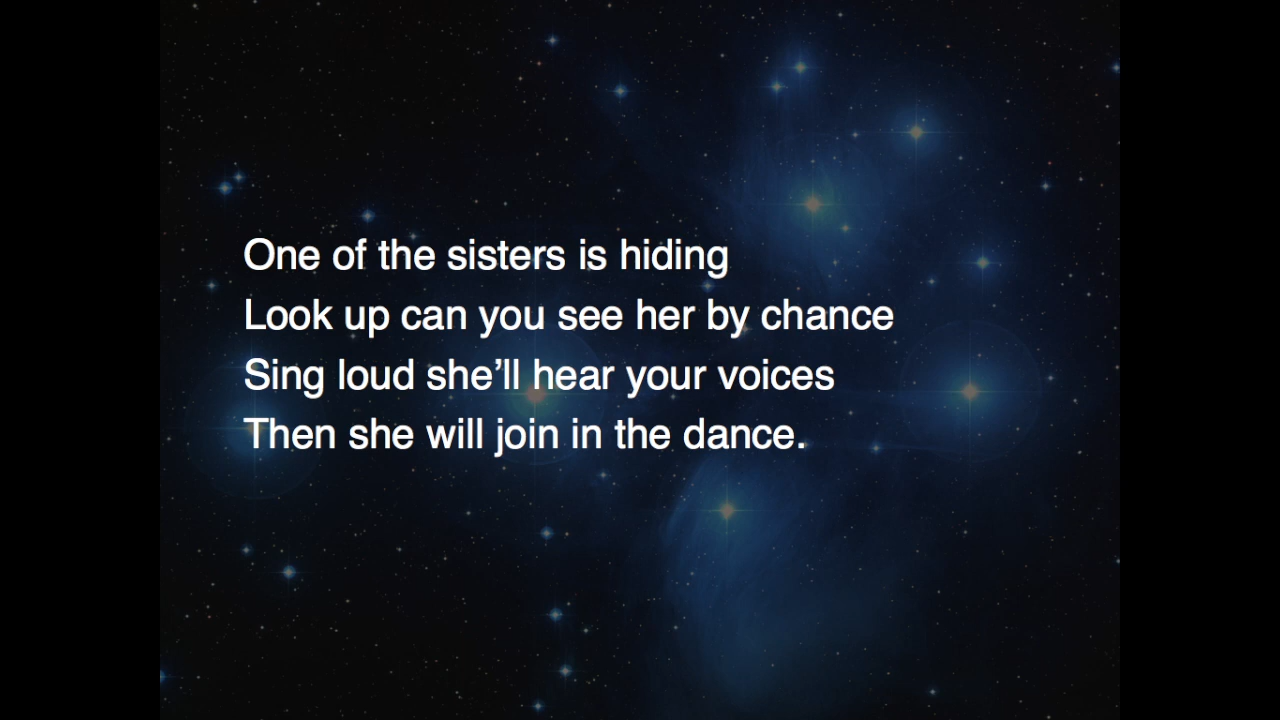 One of the sisters is hiding
Look up can you see her by chance
Sing loud she’ll hear your voices
Then she will join in the dance.